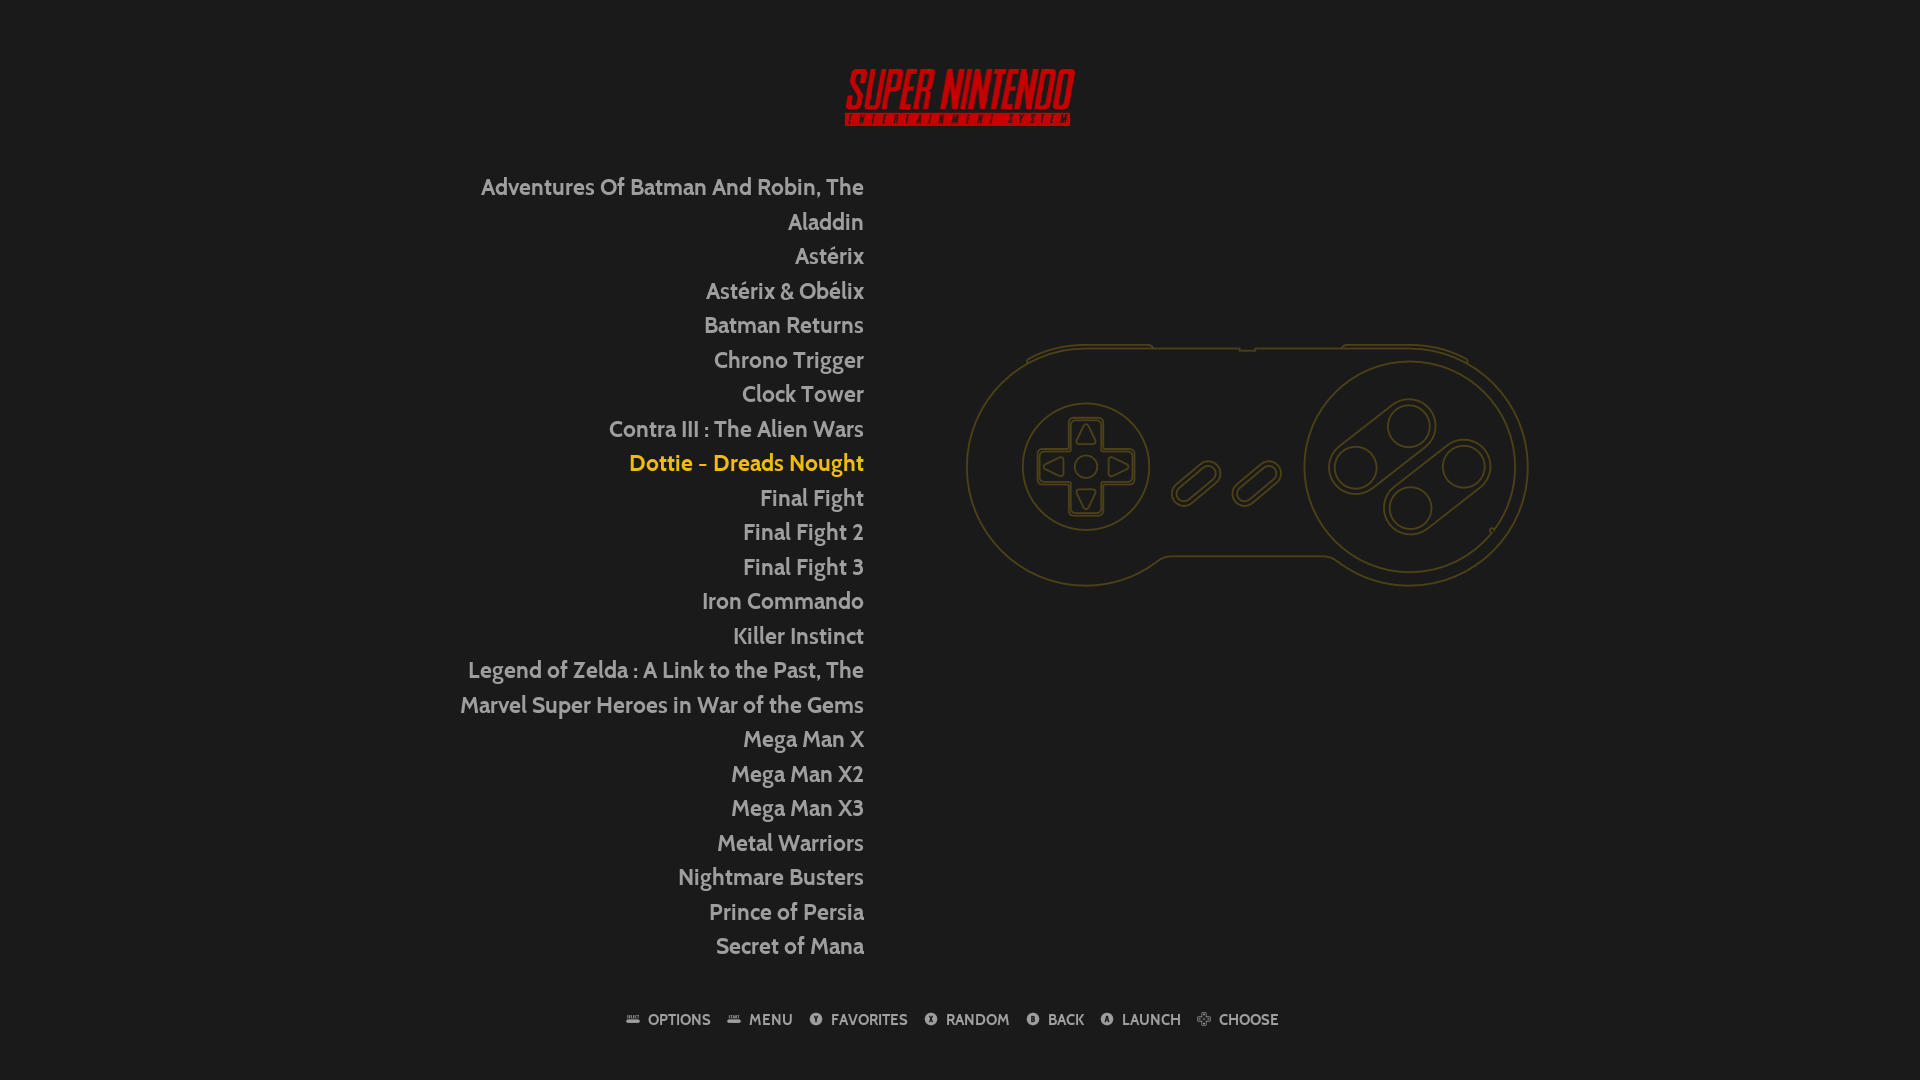 SUPER NINTENDO
ENTERTAINMENT SYSTEM
Adventures Of Batman And Robin, The
Aladdin
Astérix
Astérix & Obélix
Batman Returns
Chrono Trigger
Clock Tower
Contra III : The Alien Wars
Dottie - Dreads Nought
Final Fight
Final Fight 2
Final Fight 3
Iron Commando
Killer Instinct
Legend of Zelda : A Link to the Past, The
Marvel Super Heroes in War of the Gems
Mega Man X
Mega Man X2
Mega Man X3
Metal Warriors
Nightmare Busters
Prince of Persia
Secret of Mana
SELECT OPTIONS START MENU Y FAVORITES X RANDOM B BACK A LAUNCH CHOOSE